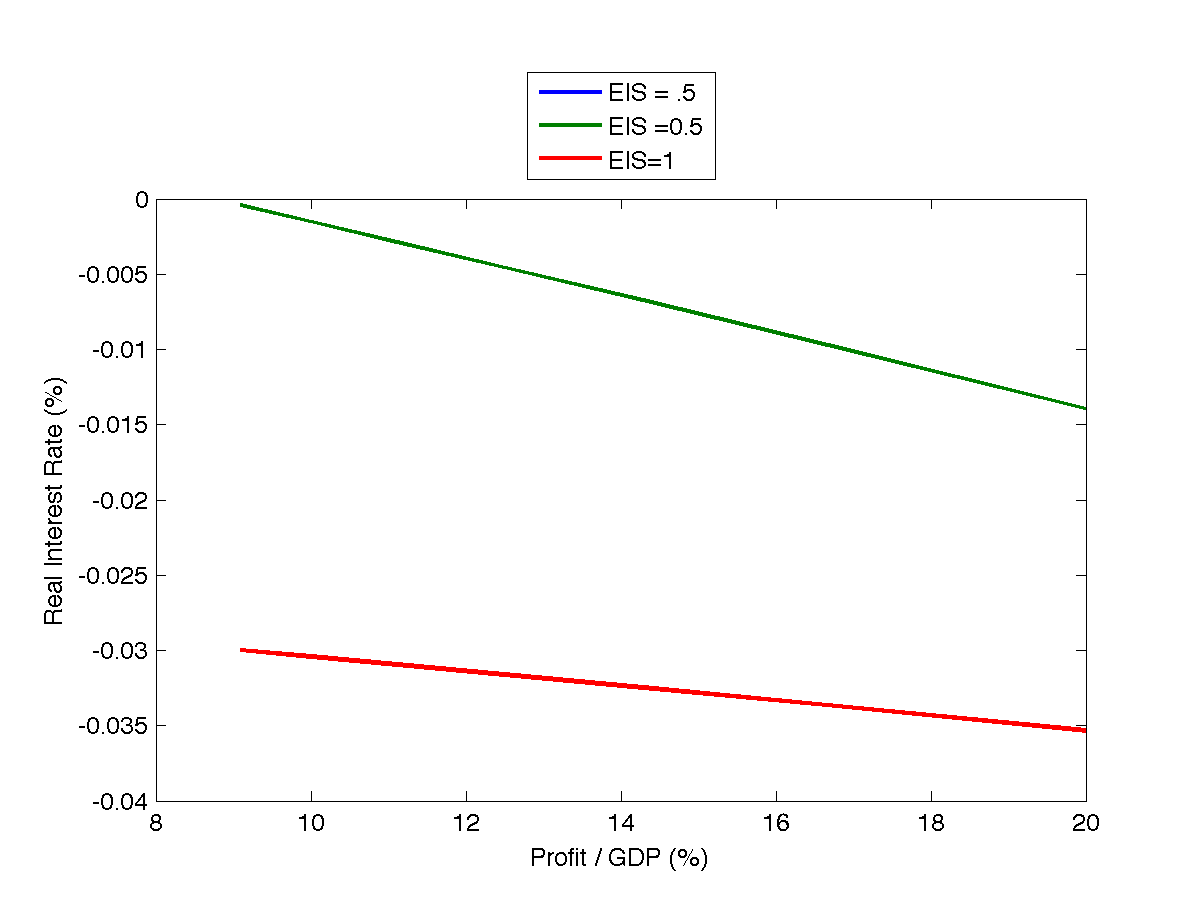 EIS = .5
EIS =0.5
EIS=1
0
-0.005
-0.01
-0.015
-0.02
-0.025
-0.03
-0.035
-0.04
Real Interest Rate (%)
8 10 12 14 16 18 20
Profit / GDP (%)